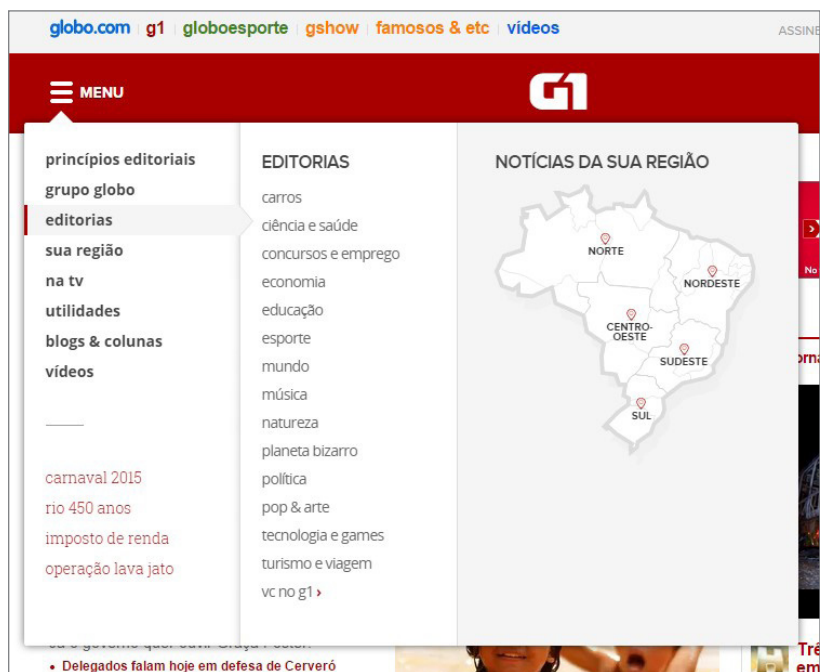 globo.com g1 globoesporte gshow famosos & etc vídeos
ASSINE
MENU
G1
princípios editoriais
grupo globo
editorias
sua região
na tv
utilidades
blogs & colunas
vídeos
carnaval 2015
rio 450 anos
imposto de renda
operação lava jato
EDITORIAS
carros
ciência e saúde
concursos e emprego
economia
educação
esporte
mundo
música
natureza
planeta bizarro
política
pop & arte
tecnologia e games
turismo e viagem
vc no g1 ›
NOTÍCIAS DA SUA REGIÃO
NORTE
NORDESTE
CENTRO-
OESTE
SUDESTE
SUL
No
Trê
em
• Delegados falam hoje em defesa de Cerveró